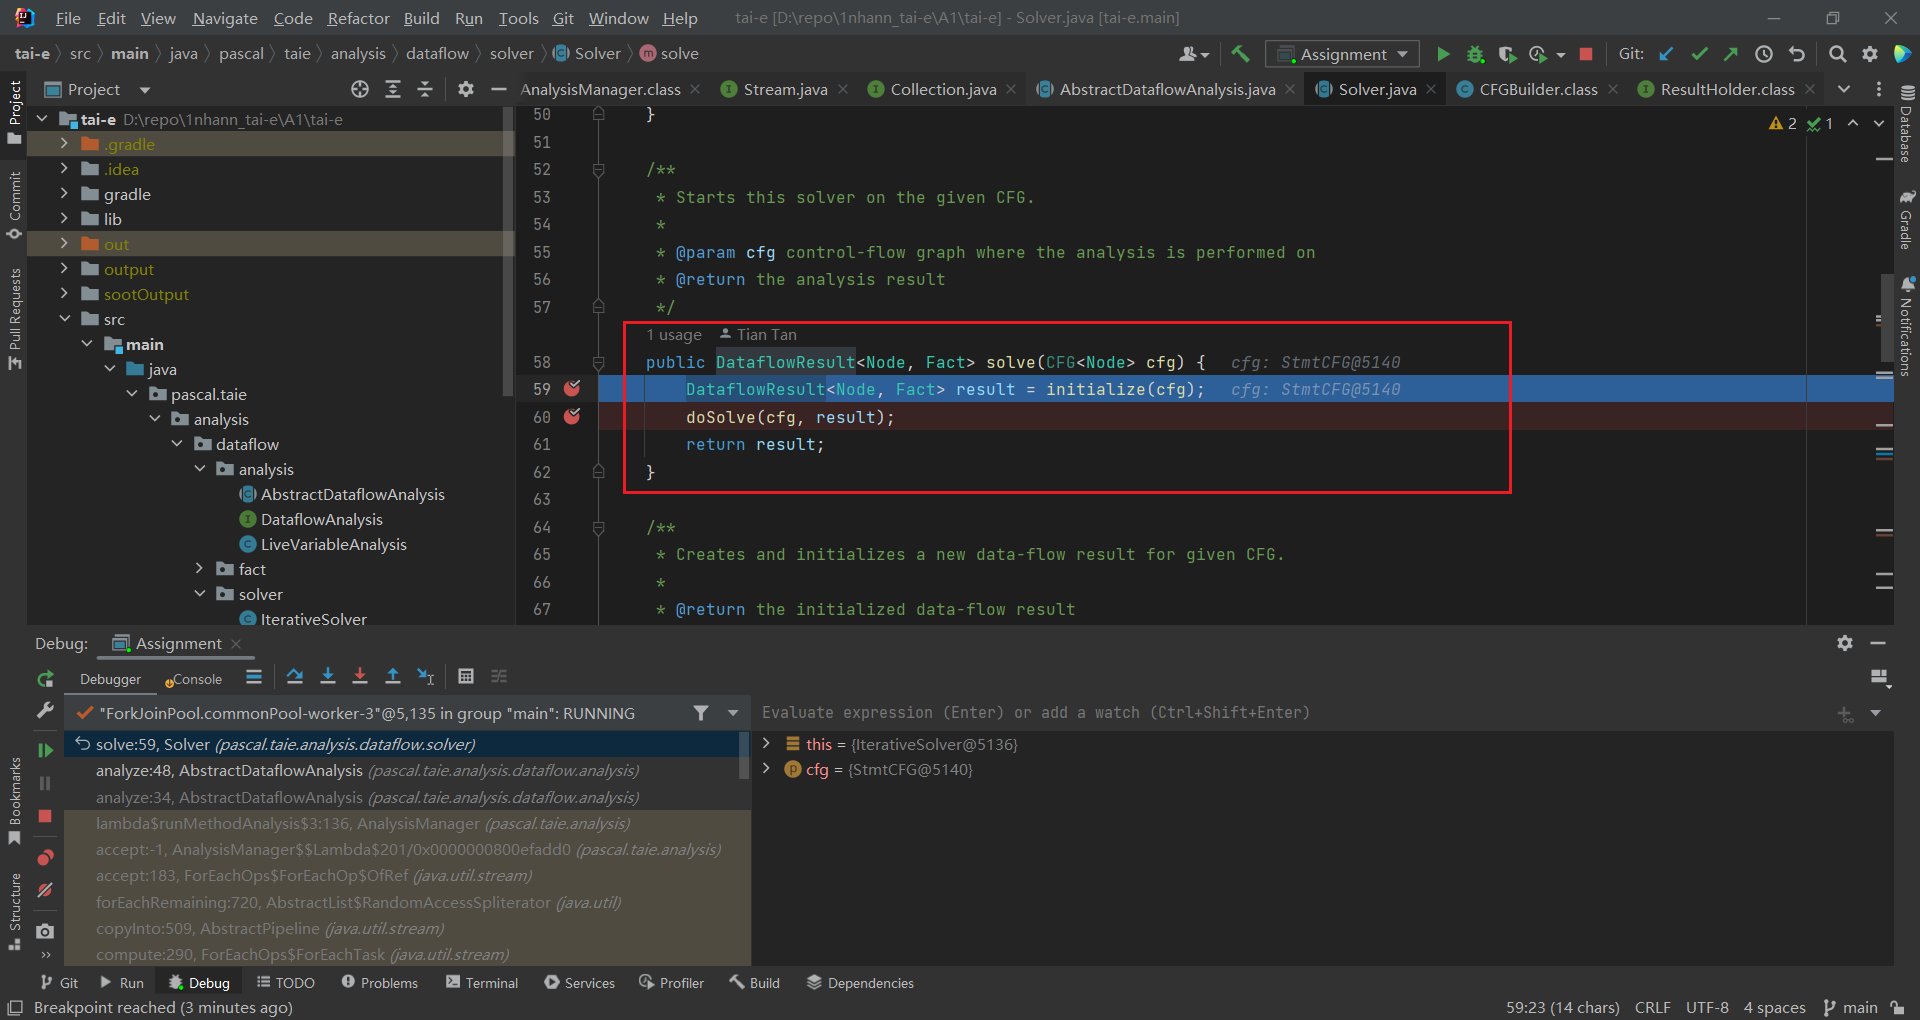 File Edit View Navigate Code Refactor Build Run Tools Git Window Help tai-e [D:\repo\1nhann_tai-e\A1\tai-e] - Solver.java [tai-e.main]
tai-e src main java pascal taie analysis dataflow solver Solver solve Assignment Git:
Project AnalysisManager.class Stream.java Collection.java AbstractDataflowAnalysis.java Solver.java CFGBuilder.class ResultHolder.class
Project
Commit
Pull Requests
Bookmarks
Structure
Database
Gradle
Notifications
tai-e D:\repo\1nhann_tai-e\A1\tai-e
.gradle
.idea
gradle
lib
out
output
sootOutput
src
main
java
pascal.taie
analysis
dataflow
analysis
AbstractDataflowAnalysis
DataflowAnalysis
LiveVariableAnalysis
fact
solver
IterativeSolver
2 1
50 }
51
52 /**
53 * Starts this solver on the given CFG.
54 *
55 * @param cfg control-flow graph where the analysis is performed on
56 * @return the analysis result
57 */
1 usage Tian Tan
58 public DataflowResult<Node, Fact> solve(CFG<Node> cfg) { cfg: StmtCFG@5140
59 DataflowResult<Node, Fact> result = initialize(cfg); cfg: StmtCFG@5140
60 doSolve(cfg, result);
61 return result;
62 }
63
64 /**
65 * Creates and initializes a new data-flow result for given CFG.
66 *
67 * @return the initialized data-flow result
Debug: Assignment
Debugger Console
"ForkJoinPool.commonPool-worker-3"@5,135 in group "main": RUNNING
solve:59, Solver (pascal.taie.analysis.dataflow.solver)
analyze:48, AbstractDataflowAnalysis (pascal.taie.analysis.dataflow.analysis)
analyze:34, AbstractDataflowAnalysis (pascal.taie.analysis.dataflow.analysis)
lambda$runMethodAnalysis$3:136, AnalysisManager (pascal.taie.analysis)
accept:-1, AnalysisManager$$Lambda$201/0x0000000800efadd0 (pascal.taie.analysis)
accept:183, ForEachOps$ForEachOp$OfRef (java.util.stream)
forEachRemaining:720, AbstractList$RandomAccessSpliterator (java.util)
copyInto:509, AbstractPipeline (java.util.stream)
compute:290, ForEachOps$ForEachTask (java.util.stream)
Evaluate expression (Enter) or add a watch (Ctrl+Shift+Enter)
this = {IterativeSolver@5136}
cfg = {StmtCFG@5140}
Git Run Debug TODO Problems Terminal Services Profiler Build Dependencies
Breakpoint reached (3 minutes ago) 59:23 (14 chars) CRLF UTF-8 4 spaces main